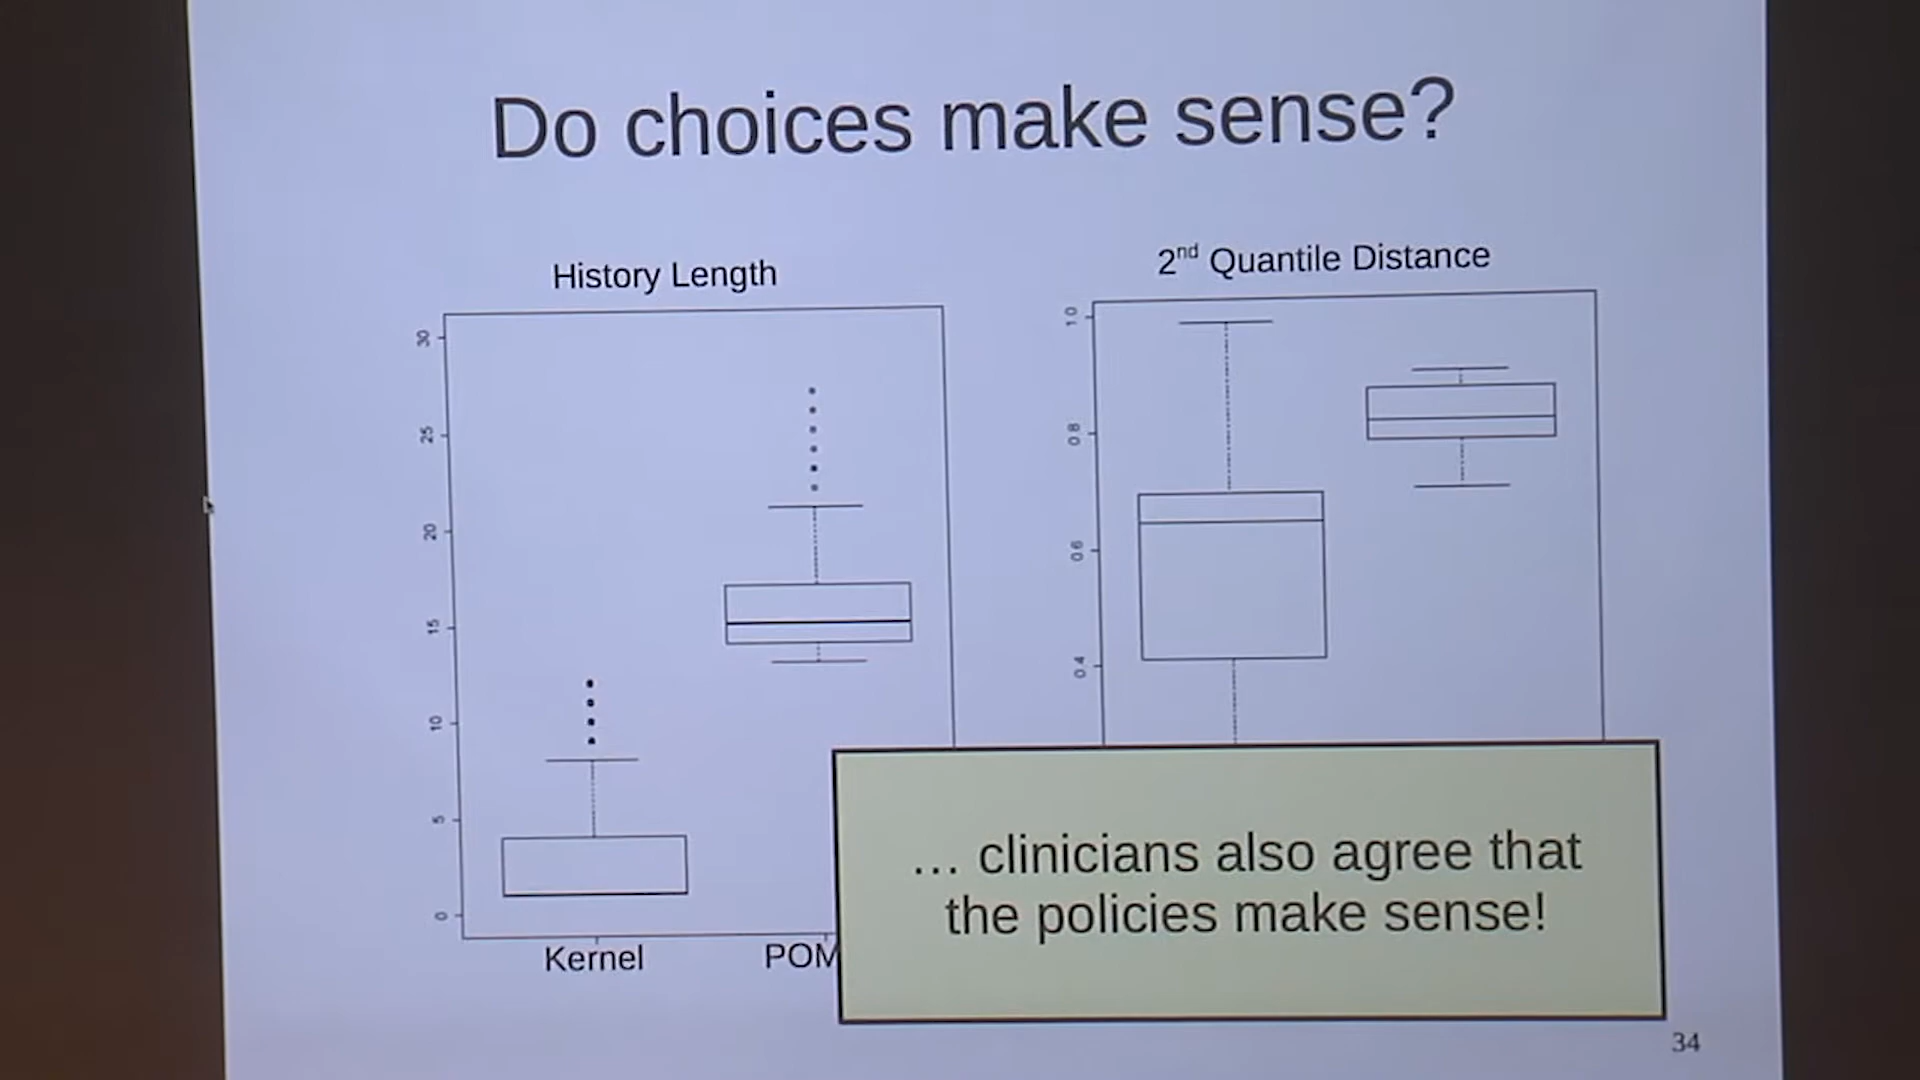 Do choices make sense?
History Length
2nd Quantile Distance
30
25
20
15
10
5
0
1.0
0.8
0.6
0.4
Kernel
POM
… clinicians also agree that
the policies make sense!
34